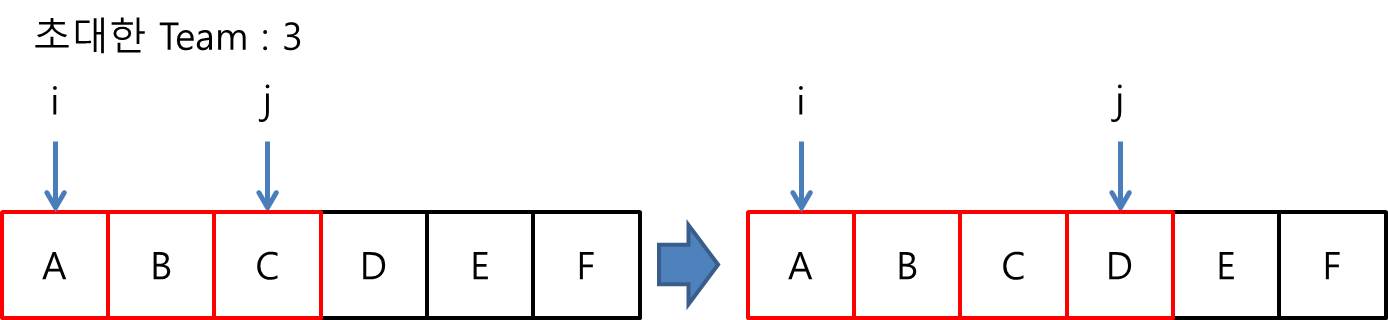 초대한 Team : 3
i j i j
A B C D E F A B C D E F